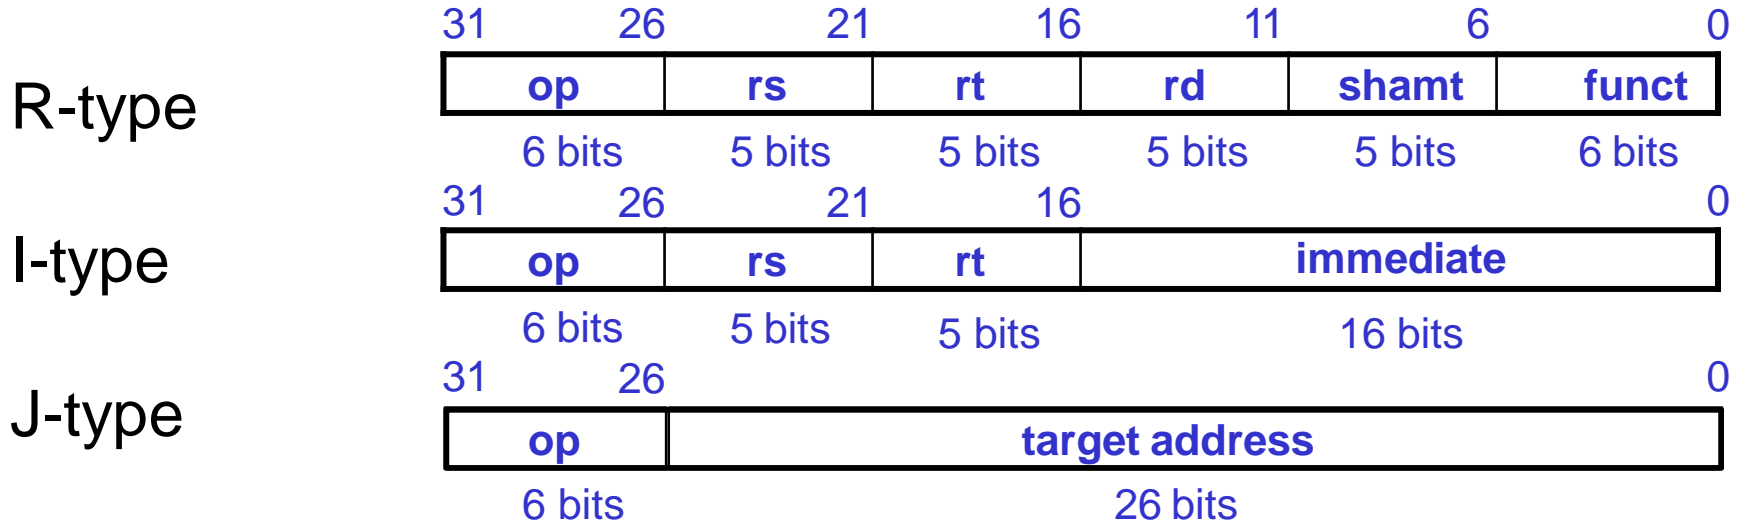 31 26 21 16 11 6 0
R-type op rs rt rd shamt funct
6 bits 5 bits 5 bits 5 bits 5 bits 6 bits
31 26 21 16 0
I-type op rs rt immediate
6 bits 5 bits 5 bits 16 bits
31 26 0
J-type op target address
6 bits 26 bits